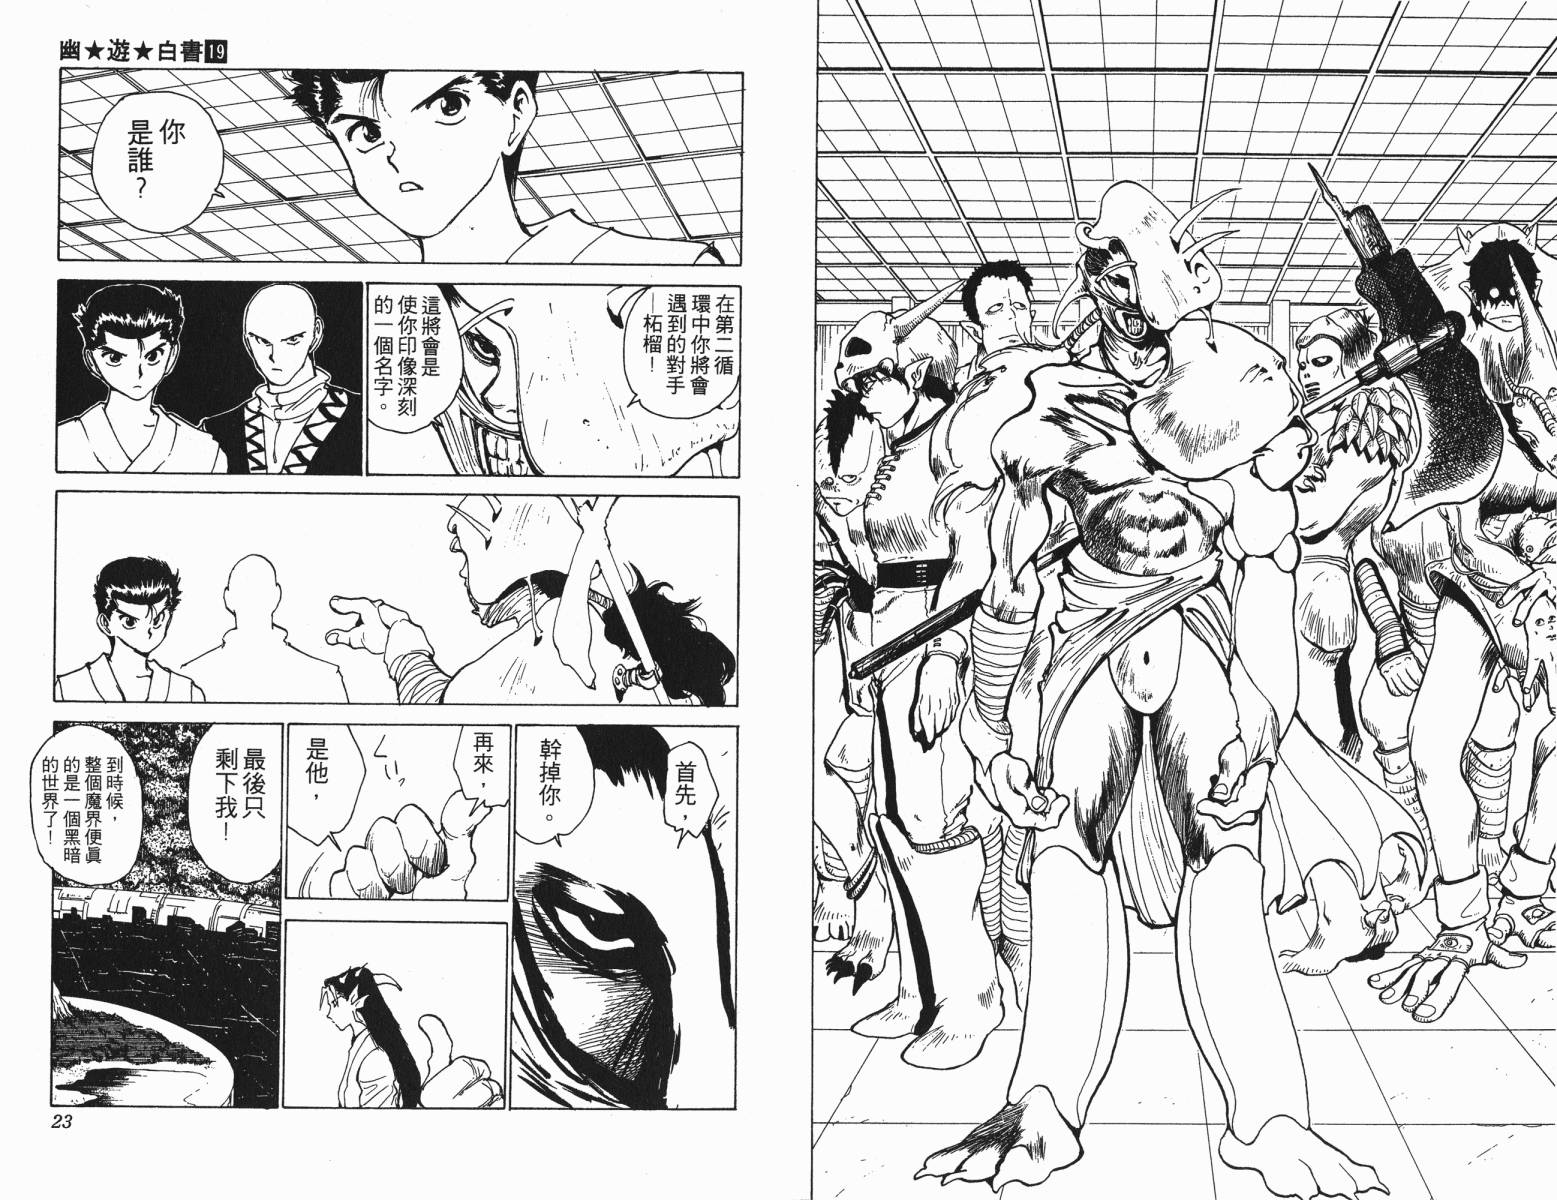 幽★遊★白書19
你
是誰？
在第二循
環中你將會
遇到的對手
—柘榴！
這將會是
使你印像深刻
的一個名字。
首先，
幹掉你。
再來，
是他，
最後只
剩下我！
到時候，
整個魔界便眞
的是一個黑暗
的世界了！
23